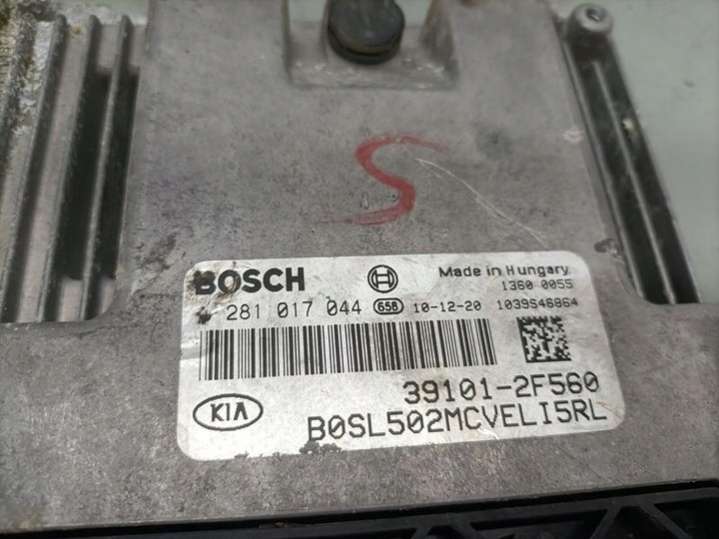 S
BOSCH Made in Hungary
1360 0055
281 017 044 658 10-12-20 1039S46864
39101-2F560
KIA B0SL502MCVELI5RL